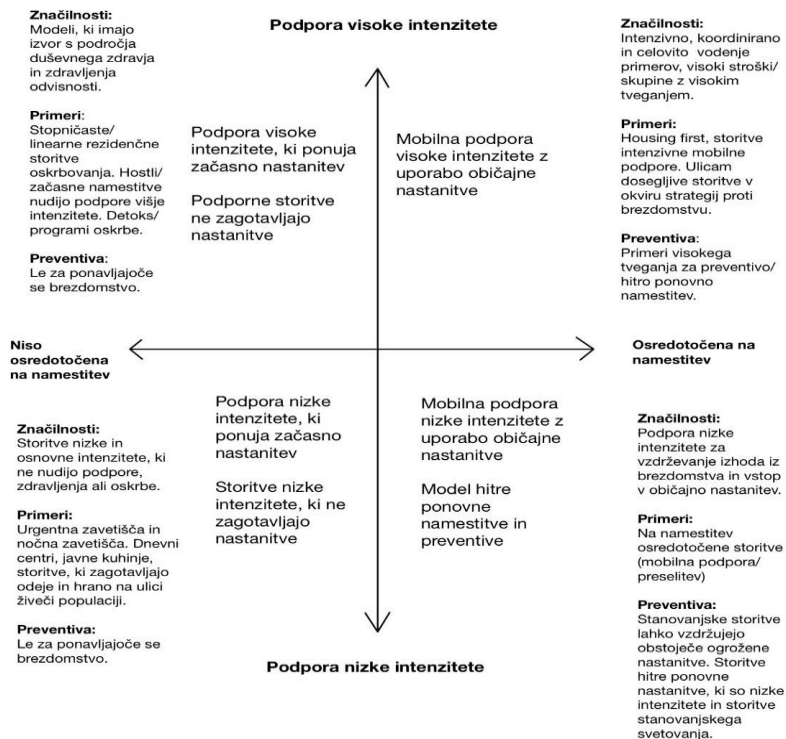 Podpora visoke intenzitete
Značilnosti:
Modeli, ki imajo
izvor s področja
duševnega zdravja
in zdravljenja
odvisnosti.
Primeri:
Stopničaste/
linearne rezidenčne
storitve
oskrbovanja. Hostli/
začasne namestitve
nudijo podpore višje
intenzitete. Detoks/
programi oskrbe.
Preventiva:
Le za ponavljajoče
se brezdomstvo.
Podpora visoke
intenzitete, ki ponuja
začasno nastanitev
Podporne storitve
ne zagotavljajo
nastanitve
Mobilna podpora
visoke intenzitete z
uporabo običajne
nastanitve
Značilnosti:
Intenzivno, koordinirano
in celovito vodenje
primerov, visoki stroški/
skupine z visokim
tveganjem.
Primeri:
Housing first, storitve
intenzivne mobilne
podpore. Ulicam
dosegljive storitve v
okviru strategij proti
brezdomstvu.
Preventiva:
Primeri visokega
tveganja za preventivo/
hitro ponovno
namestitev.
Niso
osredotočena
na namestitev
Osredotočena na
namestitev
Značilnosti:
Storitve nizke in
osnovne intenzitete, ki
ne nudijo podpore,
zdravljenja ali oskrbe.
Primeri:
Urgentna zavetišča in
nočna zavetišča. Dnevni
centri, javne kuhinje,
storitve, ki zagotavljajo
odeje in hrano na ulici
živeči populaciji.
Preventiva:
Le za ponavljajoče se
brezdomstvo.
Podpora nizke
intenzitete, ki
ponuja začasno
nastanitev
Storitve nizke
intenzitete, ki ne
zagotavljajo
nastanitve
Mobilna podpora
nizke intenzitete z
uporabo običajne
nastanitve
Model hitre
ponovne
namestitve in
preventive
Značilnosti:
Podpora nizke
intenzitete za
vzdrževanje izhoda iz
brezdomstva in vstop
v običajno nastanitev.
Primeri:
Na namestitev
osredotočene storitve
(mobilna podpora/
preselitev)
Preventiva:
Stanovanjske storitve
lahko vzdržujejo
obstoječe ogrožene
nastanitve. Storitve
hitre ponovne
nastanitve, ki so nizke
intenzitete in storitve
stanovanjskega
svetovanja.
Podpora nizke intenzitete